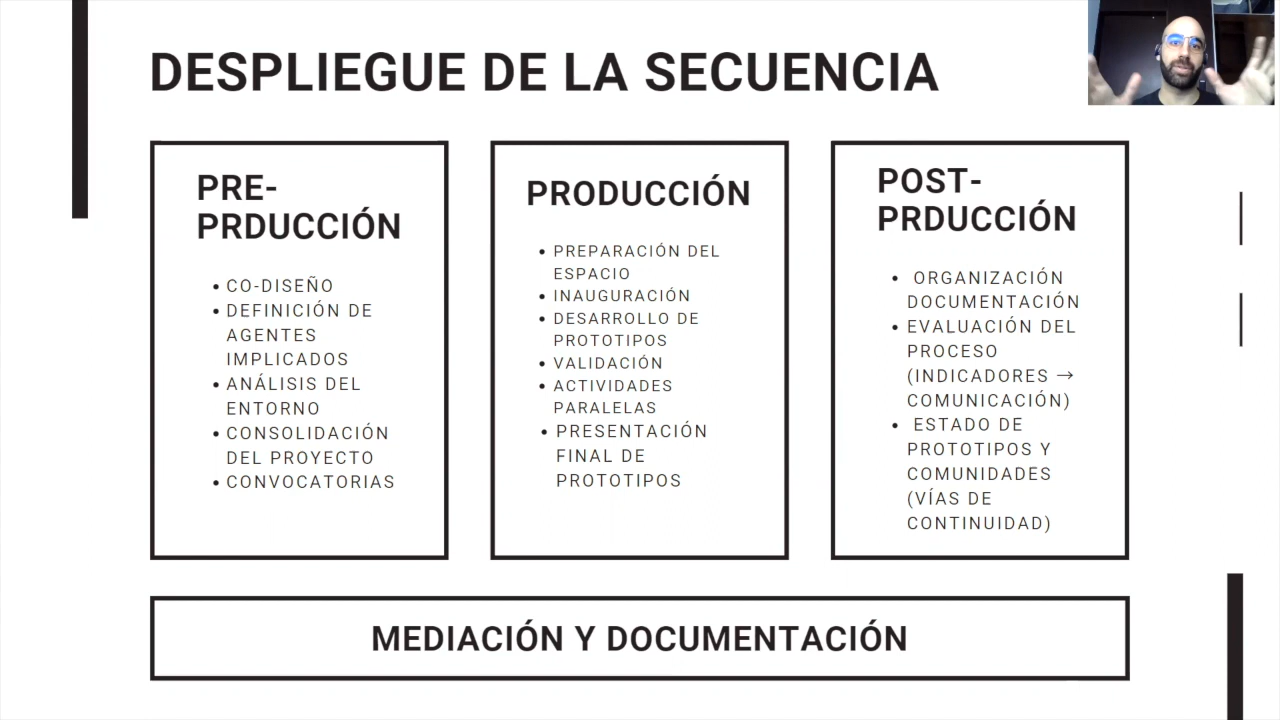 DESPLIEGUE DE LA SECUENCIA
PRE-
PRDUCCIÓN
• CO-DISEÑO
• DEFINICIÓN DE
AGENTES
IMPLICADOS
• ANÁLISIS DEL
ENTORNO
• CONSOLIDACIÓN
DEL PROYECTO
• CONVOCATORIAS
PRODUCCIÓN
• PREPARACIÓN DEL
ESPACIO
• INAUGURACIÓN
• DESARROLLO DE
PROTOTIPOS
• VALIDACIÓN
• ACTIVIDADES
PARALELAS
• PRESENTACIÓN
FINAL DE
PROTOTIPOS
POST-
PRDUCCIÓN
• ORGANIZACIÓN
DOCUMENTACIÓN
• EVALUACIÓN DEL
PROCESO
(INDICADORES →
COMUNICACIÓN)
• ESTADO DE
PROTOTIPOS Y
COMUNIDADES
(VÍAS DE
CONTINUIDAD)
MEDIACIÓN Y DOCUMENTACIÓN